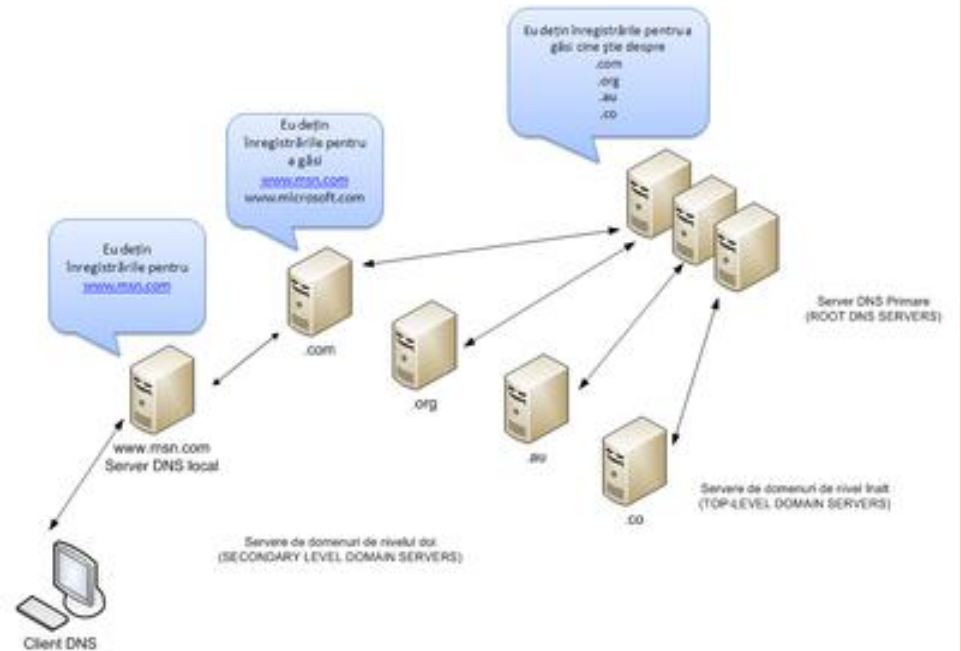 Eu dețin înregistrările pentru a
găsi cine știe despre
.com
.org
.au
.co
Eu dețin
înregistrările pentru
a găsi
www.msn.com
www.microsoft.com
Eu dețin
înregistrările pentru
www.msn.com
.com
.org
.au
.co
Server DNS Primare
(ROOT DNS SERVERS)
www.msn.com
Server DNS local
Servere de domenuri de nivel înalt
(TOP-LEVEL DOMAIN SERVERS)
Servere de domenuri de nivelul doi
(SECONDARY LEVEL DOMAIN SERVERS)
Client DNS